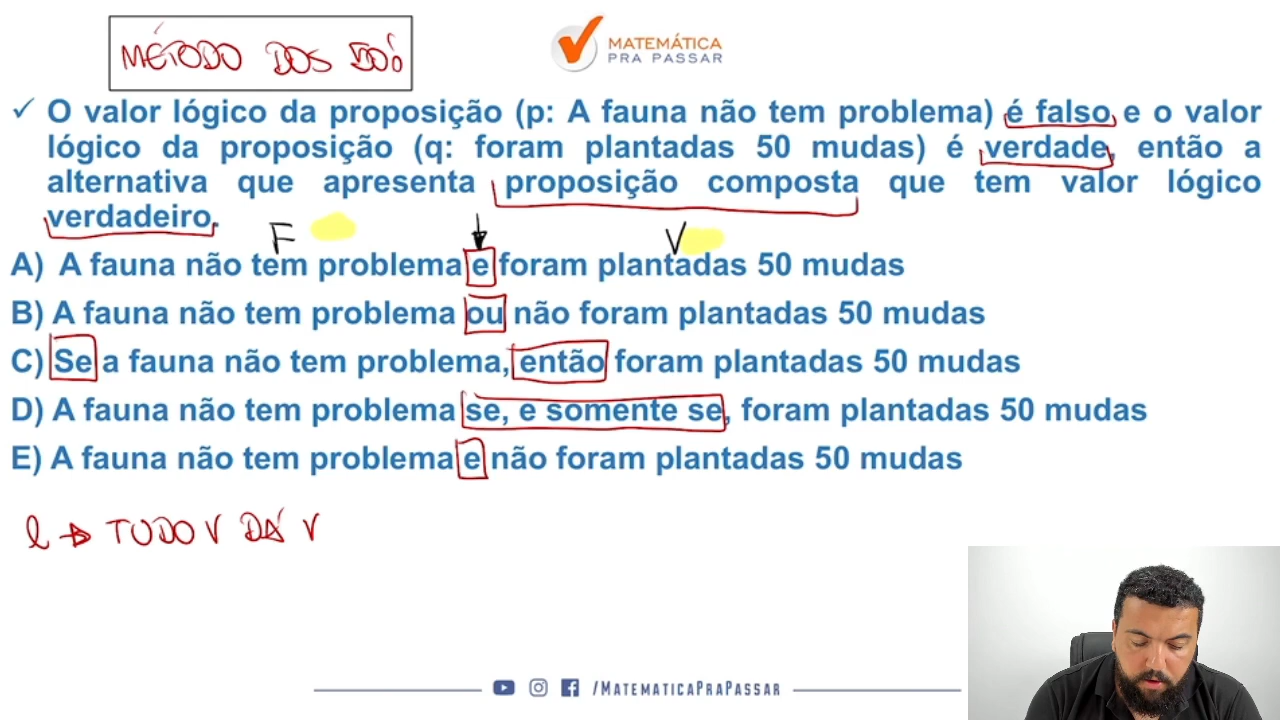 MÉTODO DOS
MATEMÁTICA
PRA PASSAR
✓ O valor lógico da proposição (p: A fauna não tem problema) é falso e o valor
lógico da proposição (q: foram plantadas 50 mudas) é verdade, então a
alternativa que apresenta proposição composta que tem valor lógico
verdadeiro.
F V
A) A fauna não tem problema e foram plantadas 50 mudas
B) A fauna não tem problema ou não foram plantadas 50 mudas
C) Se a fauna não tem problema, então foram plantadas 50 mudas
D) A fauna não tem problema se, e somente se, foram plantadas 50 mudas
E) A fauna não tem problema e não foram plantadas 50 mudas
e → TUDO V DÁ V
/MATEMATICAPRAPASSAR